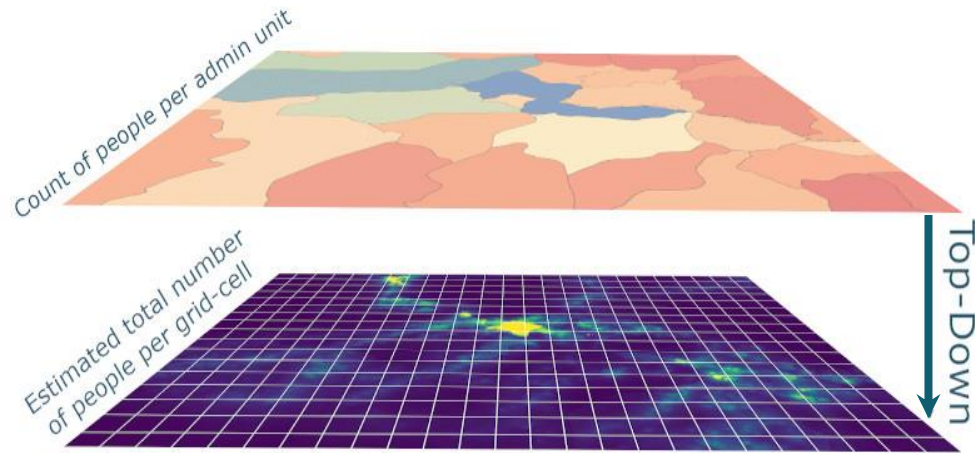 Count of people per admin unit
Estimated total number
of people per grid-cell
Top-Down